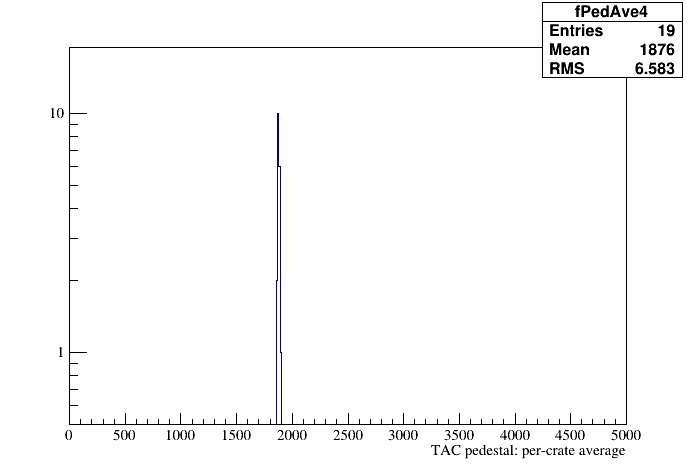 fPedAve4
Entries 19
Mean 1876
RMS 6.583
10
1
0 500 1000 1500 2000 2500 3000 3500 4000 4500 5000
TAC pedestal: per-crate average